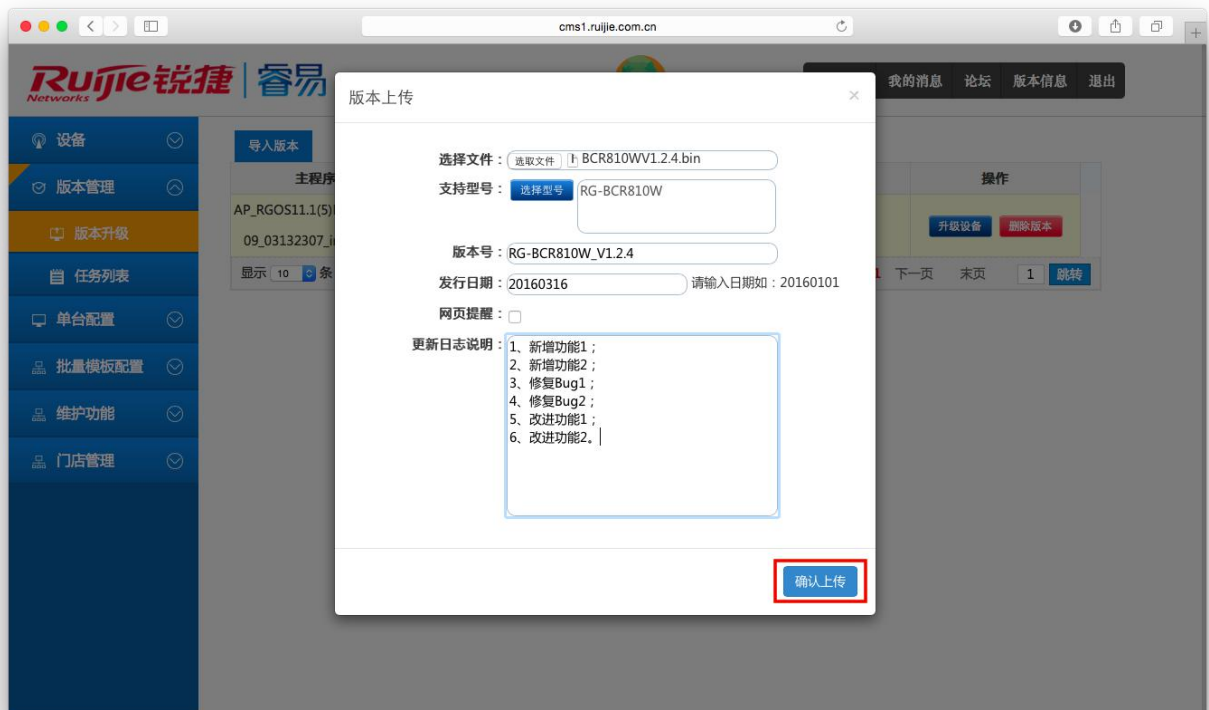 cms1.ruijie.com.cn
Ruijie锐捷 睿易
Networks
我的消息 论坛 版本信息 退出
版本上传 ×
设备
导入版本
选择文件： 选取文件 BCR810WV1.2.4.bin
版本管理
主程序
支持型号： 选择型号 RG-BCR810W
操作
AP_RGOS11.1(5)
09_03132307_i
升级设备 删除版本
版本升级
版本号： RG-BCR810W_V1.2.4
任务列表
显示 10 条
发行日期： 20160316 请输入日期如：20160101
1 下一页 末页 1 跳转
单台配置
网页提醒：
更新日志说明： 1、新增功能1；
2、新增功能2；
3、修复Bug1；
4、修复Bug2；
5、改进功能1；
6、改进功能2。
批量模板配置
维护功能
门店管理
确认上传